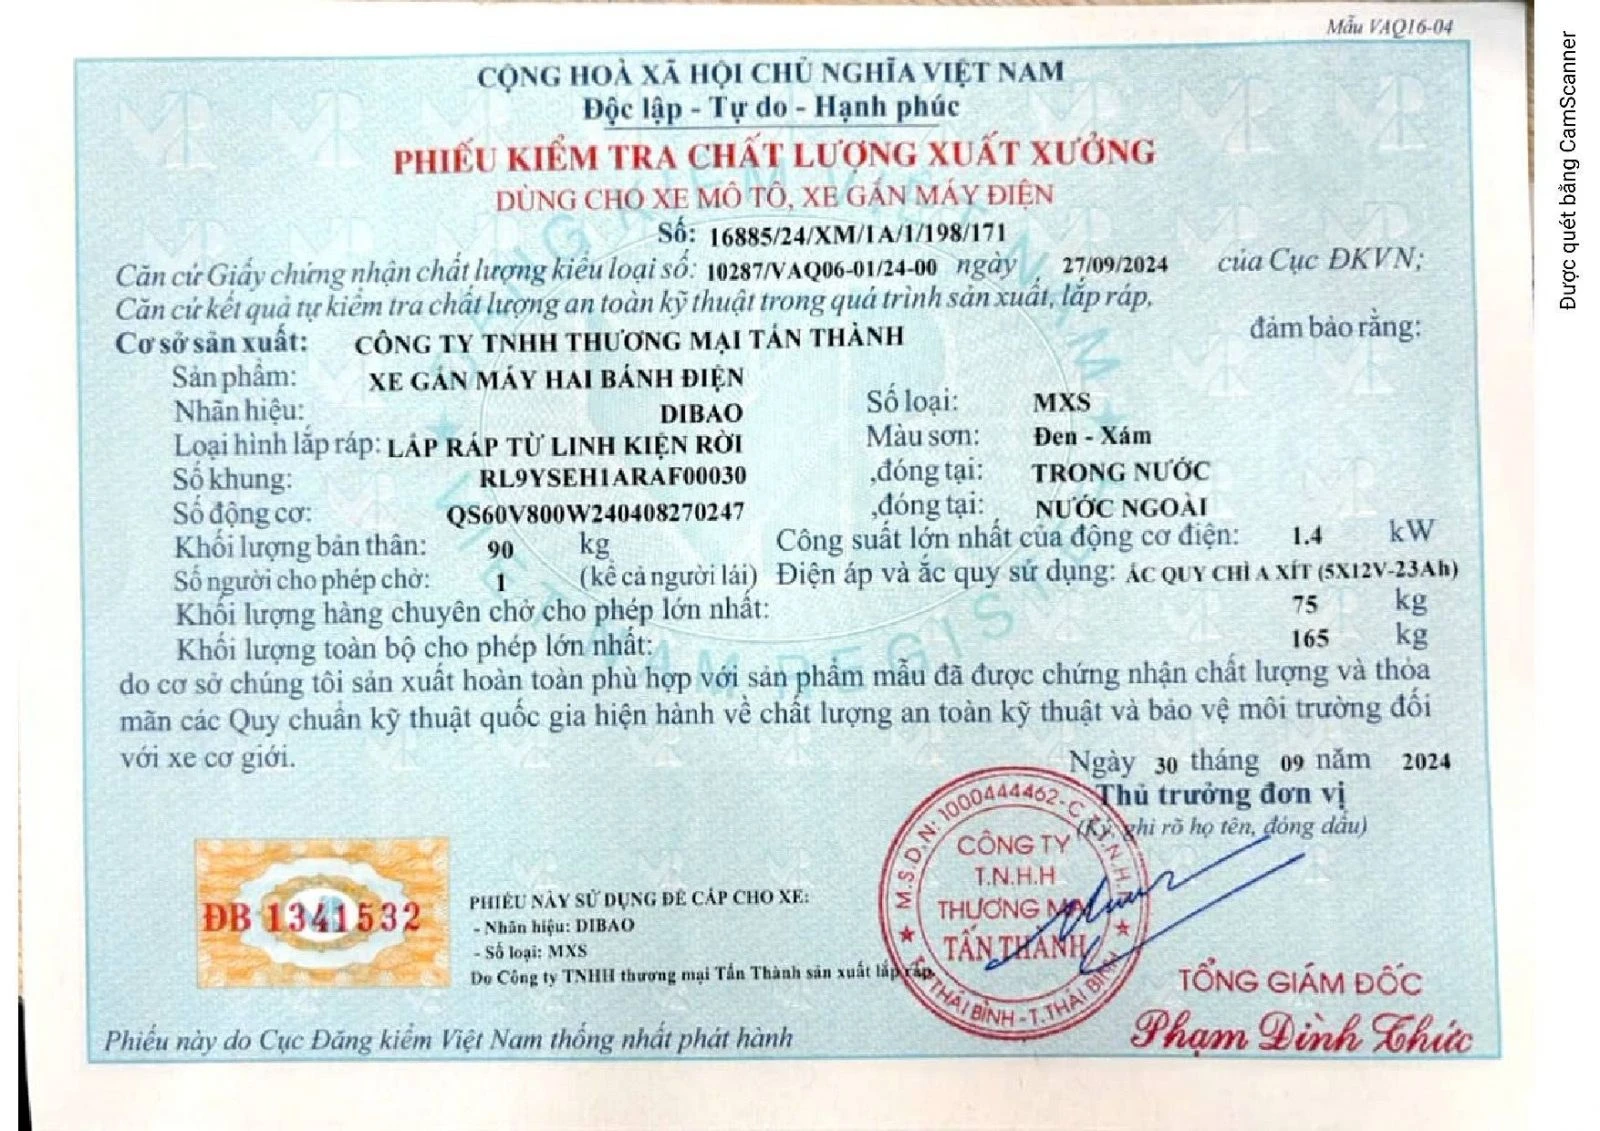 Mẫu VAQ16-04
CỘNG HOÀ XÃ HỘI CHỦ NGHĨA VIỆT NAM
Độc lập - Tự do - Hạnh phúc
PHIẾU KIỂM TRA CHẤT LƯỢNG XUẤT XƯỞNG
DÙNG CHO XE MÔ TÔ, XE GẮN MÁY ĐIỆN
Số: 16885/24/XM/1A/1/198/171
Căn cứ Giấy chứng nhận chất lượng kiểu loại số: 10287/VAQ06-01/24-00 ngày 27/09/2024 của Cục ĐKVN;
Căn cứ kết quả tự kiểm tra chất lượng an toàn kỹ thuật trong quá trình sản xuất, lắp ráp,
Cơ sở sản xuất: CÔNG TY TNHH THƯƠNG MẠI TẤN THÀNH đảm bảo rằng:
Sản phẩm: XE GẮN MÁY HAI BÁNH ĐIỆN
Nhãn hiệu: DIBAO Số loại: MXS
Loại hình lắp ráp: LẮP RÁP TỪ LINH KIỆN RỜI Màu sơn: Đen - Xám
Số khung: RL9YSEH1ARAF00030 ,đóng tại: TRONG NƯỚC
Số động cơ: QS60V800W240408270247 ,đóng tại: NƯỚC NGOÀI
Khối lượng bản thân: 90 kg Công suất lớn nhất của động cơ điện: 1.4 kW
Số người cho phép chở: 1 (kể cả người lái) Điện áp và ắc quy sử dụng: ẮC QUY CHÌ A XÍT (5X12V-23Ah)
Khối lượng hàng chuyên chở cho phép lớn nhất: 75 kg
Khối lượng toàn bộ cho phép lớn nhất: 165 kg
do cơ sở chúng tôi sản xuất hoàn toàn phù hợp với sản phẩm mẫu đã được chứng nhận chất lượng và thỏa
mãn các Quy chuẩn kỹ thuật quốc gia hiện hành về chất lượng an toàn kỹ thuật và bảo vệ môi trường đối
với xe cơ giới.
Ngày 30 tháng 09 năm 2024
Thủ trưởng đơn vị
(Ký, ghi rõ họ tên, đóng dấu)
M.S.D.N: 1000444462-C.T.T.N.H.H
CÔNG TY
T.N.H.H
THƯƠNG MẠI
TẤN THÀNH
T.P THÁI BÌNH - T. THÁI BÌNH
ĐB 1341532
PHIẾU NÀY SỬ DỤNG ĐỂ CẤP CHO XE:
- Nhãn hiệu: DIBAO
- Số loại: MXS
Do Công ty TNHH thương mại Tấn Thành sản xuất lắp ráp.
TỔNG GIÁM ĐỐC
Phạm Đình Thức
Phiếu này do Cục Đăng kiểm Việt Nam thống nhất phát hành
ĐĂNG KIỂM VIỆT NAM
VIETNAM REGISTER
Được quét bằng CamScanner